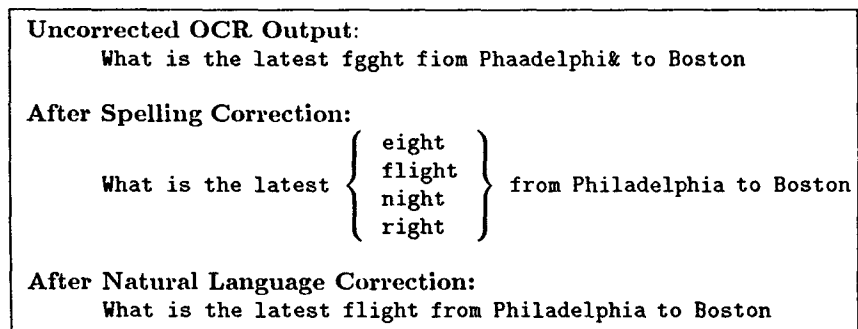 Uncorrected OCR Output:
What is the latest fgght fiom Phaadelphi& to Boston
After Spelling Correction:
What is the latest { eight
flight
night
right } from Philadelphia to Boston
After Natural Language Correction:
What is the latest flight from Philadelphia to Boston